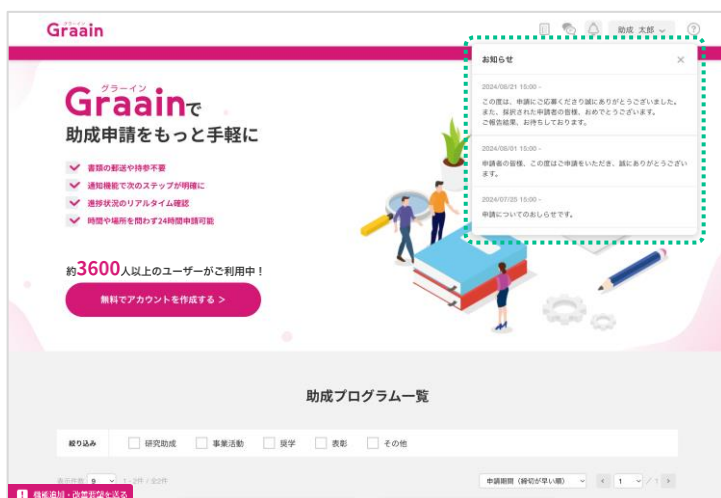 Graain
助成 太郎
お知らせ
2024/08/21 15:00 -
この度は、申請にご応募くださり誠にありがとうございました。
また、採択された申請者の皆様、おめでとうございます。
ご報告結果、お待ちしております。
2024/08/01 15:00 -
申請者の皆様、この度はご申請をいただき、誠にありがとうござい
ます。
2024/07/25 15:00 -
申請についてのおしらせです。
グラーイン
Graainで
助成申請をもっと手軽に
書類の郵送や持参不要
通知機能で次のステップが明確に
進捗状況のリアルタイム確認
時間や場所を問わず24時間申請可能
約3600人以上のユーザーがご利用中！
無料でアカウントを作成する >
助成プログラム一覧
絞り込み 研究助成 事業活動 奨学 表彰 その他
表示件数 9 1 - 2件 / 全2件 申請期間（締切が早い順） < 1 / 1 >
機能追加・改善要望を送る